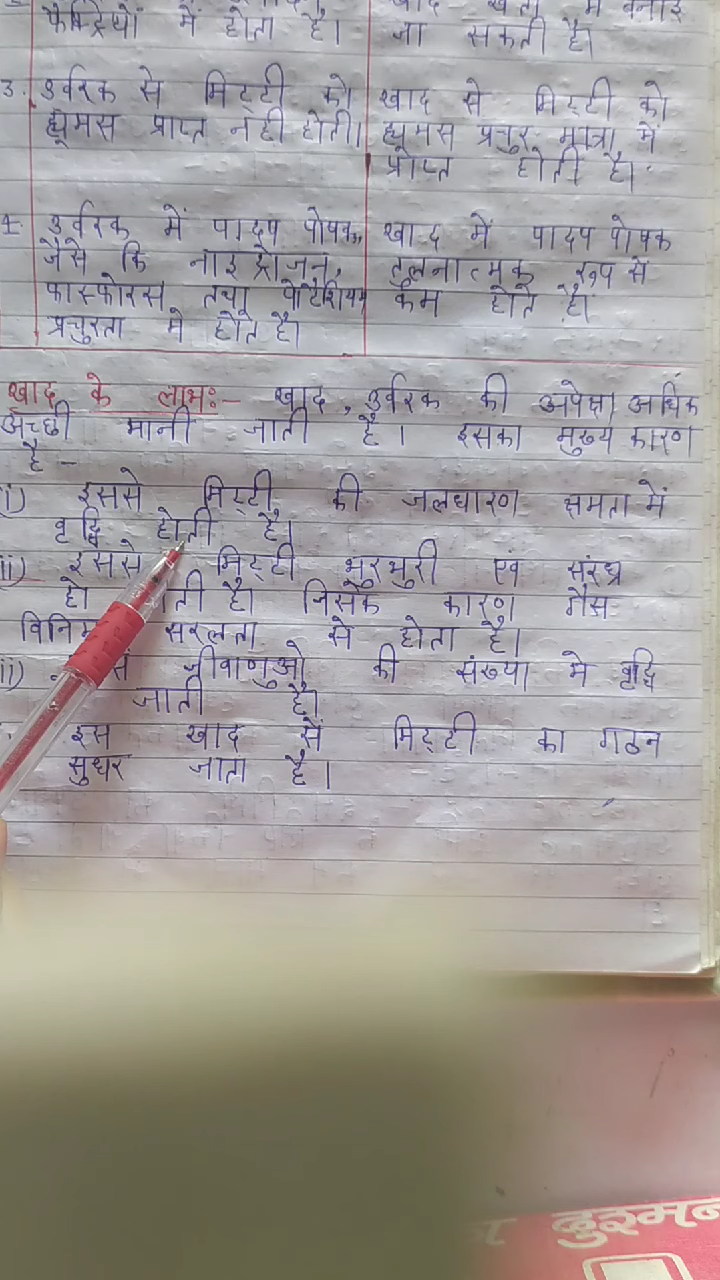 फैक्ट्रियों में होता है।
जा सकती है।
3. उर्वरक से मिट्टी को
ह्यूमस प्राप्त नहीं होती।
खाद से मिट्टी को
ह्यूमस प्रचुर मात्रा में
प्राप्त होती है।
4. उर्वरक में पादप पोषक,
जैसे कि नाइट्रोजन,
फास्फोरस तथा पोटैशियम
प्रचुरता में होते है।
खाद में पादप पोषक
तुलनात्मक रूप से
कम होते है।
खाद के लाभः- खाद, उर्वरक की अपेक्षा अधिक
अच्छी मानी जाती है। इसका मुख्य कारण
है -
(i) इससे मिट्टी की जलधारण क्षमता में
वृद्धि होती है।
(ii) इससे मिट्टी भुरभुरी एवं संरध्र
हो है। जिसके कारण गैस
सरलता से होता है।
जीवाणुओ की संख्या मे वृद्धि
जाती है।
इस खाद से मिट्टी का गठन
सुधर जाता है।
दुश्मन